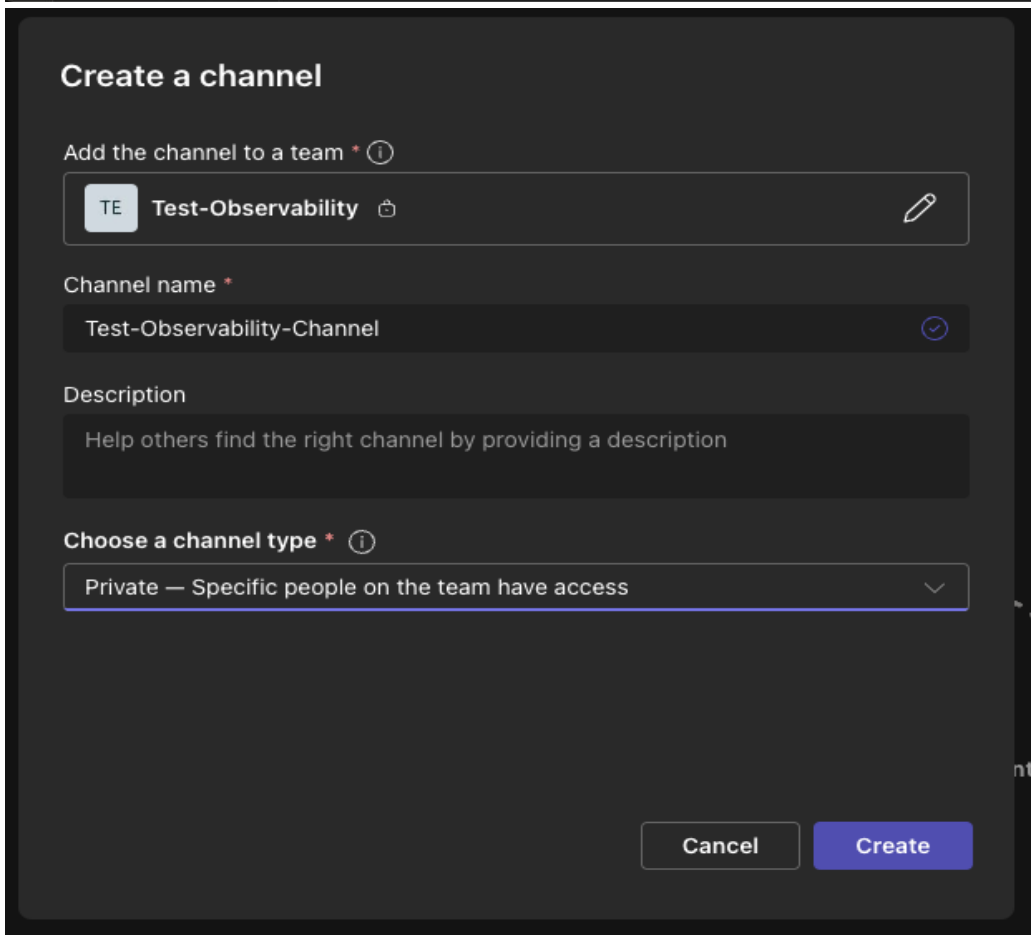 Create a channel
Add the channel to a team *
TE Test-Observability
Channel name *
Test-Observability-Channel
Description
Help others find the right channel by providing a description
Choose a channel type *
Private — Specific people on the team have access
nt
Cancel Create